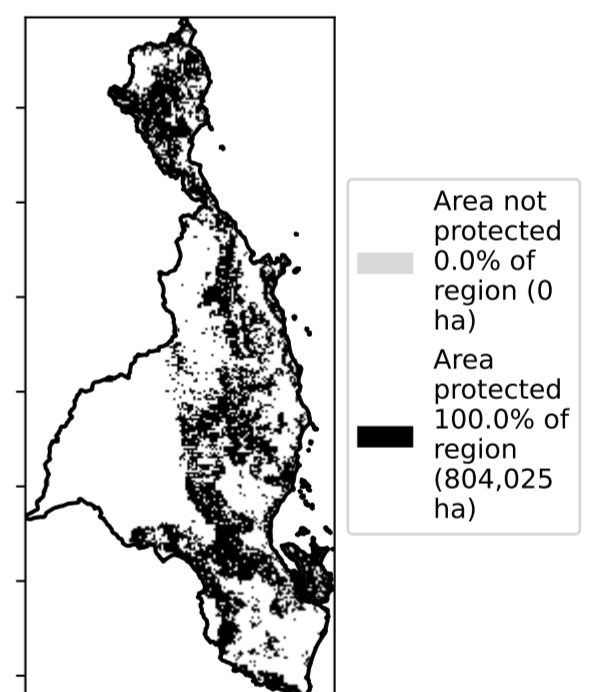 Area not
protected
0.0% of
region (0
ha)
Area
protected
100.0% of
region
(804,025
ha)